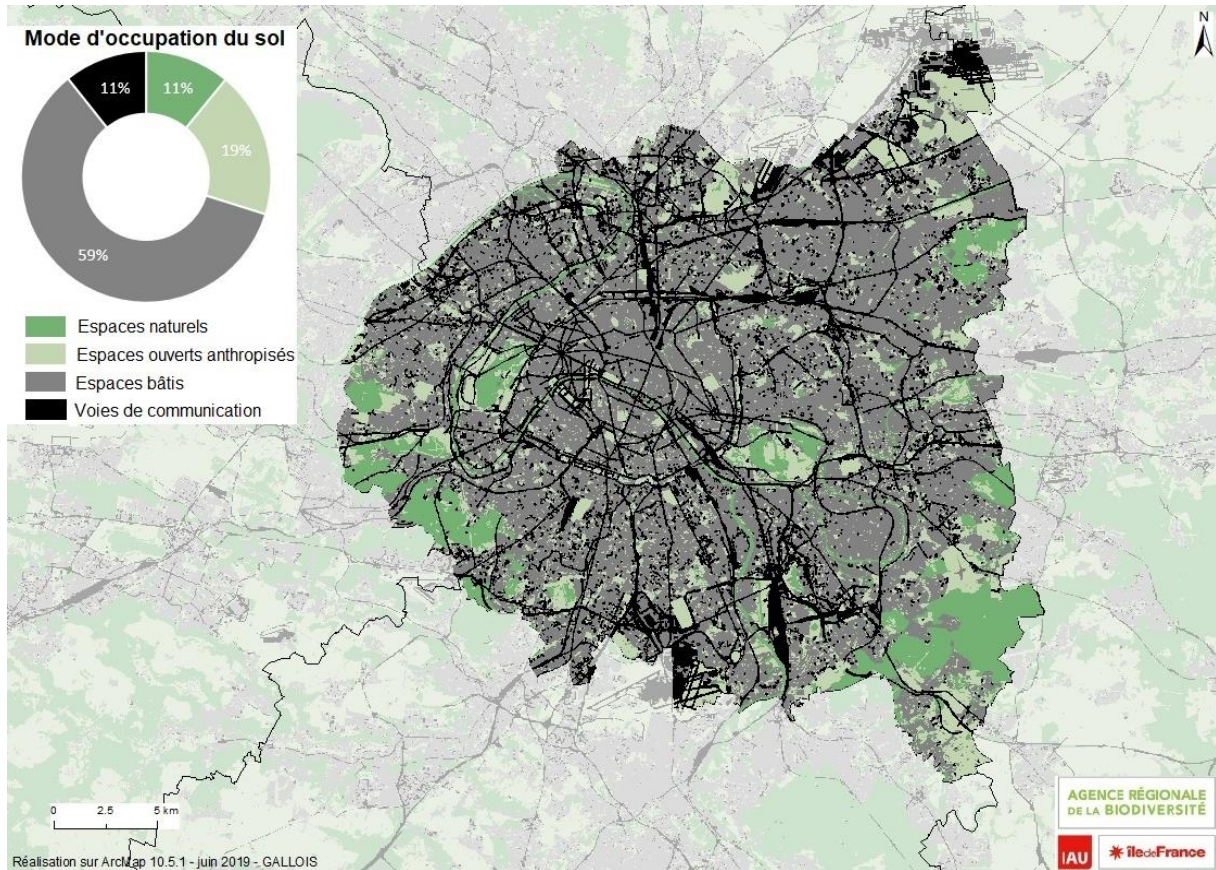 Mode d'occupation du sol
11%
11%
19%
59%
Espaces naturels
Espaces ouverts anthropisés
Espaces bâtis
Voies de communication
N
0 2.5 5 km
Réalisation sur ArcMap 10.5.1 - juin 2019 - GALLOIS
AGENCE RÉGIONALE
DE LA BIODIVERSITÉ
IAU
îledeFrance